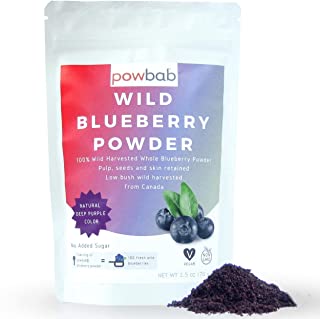 powbab
WILD
BLUEBERRY
POWDER
100% Wild Harvested Whole Blueberry Powder
Pulp, seeds and skin retained
Low bush wild harvested
from Canada
NATURAL
DEEP PURPLE
COLOR
No Added Sugar
VEGAN
NET WT 2.5 oz